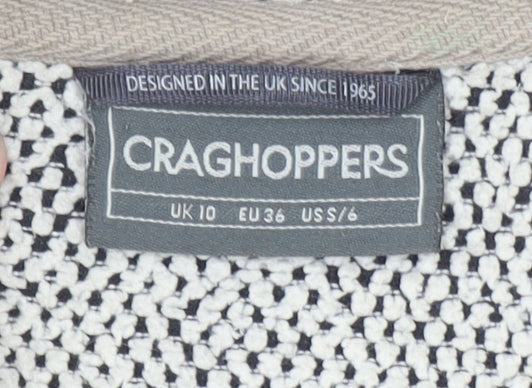 DESIGNED IN THE UK SINCE 1965
CRAGHOPPERS
UK 10 EU 36 US S/6